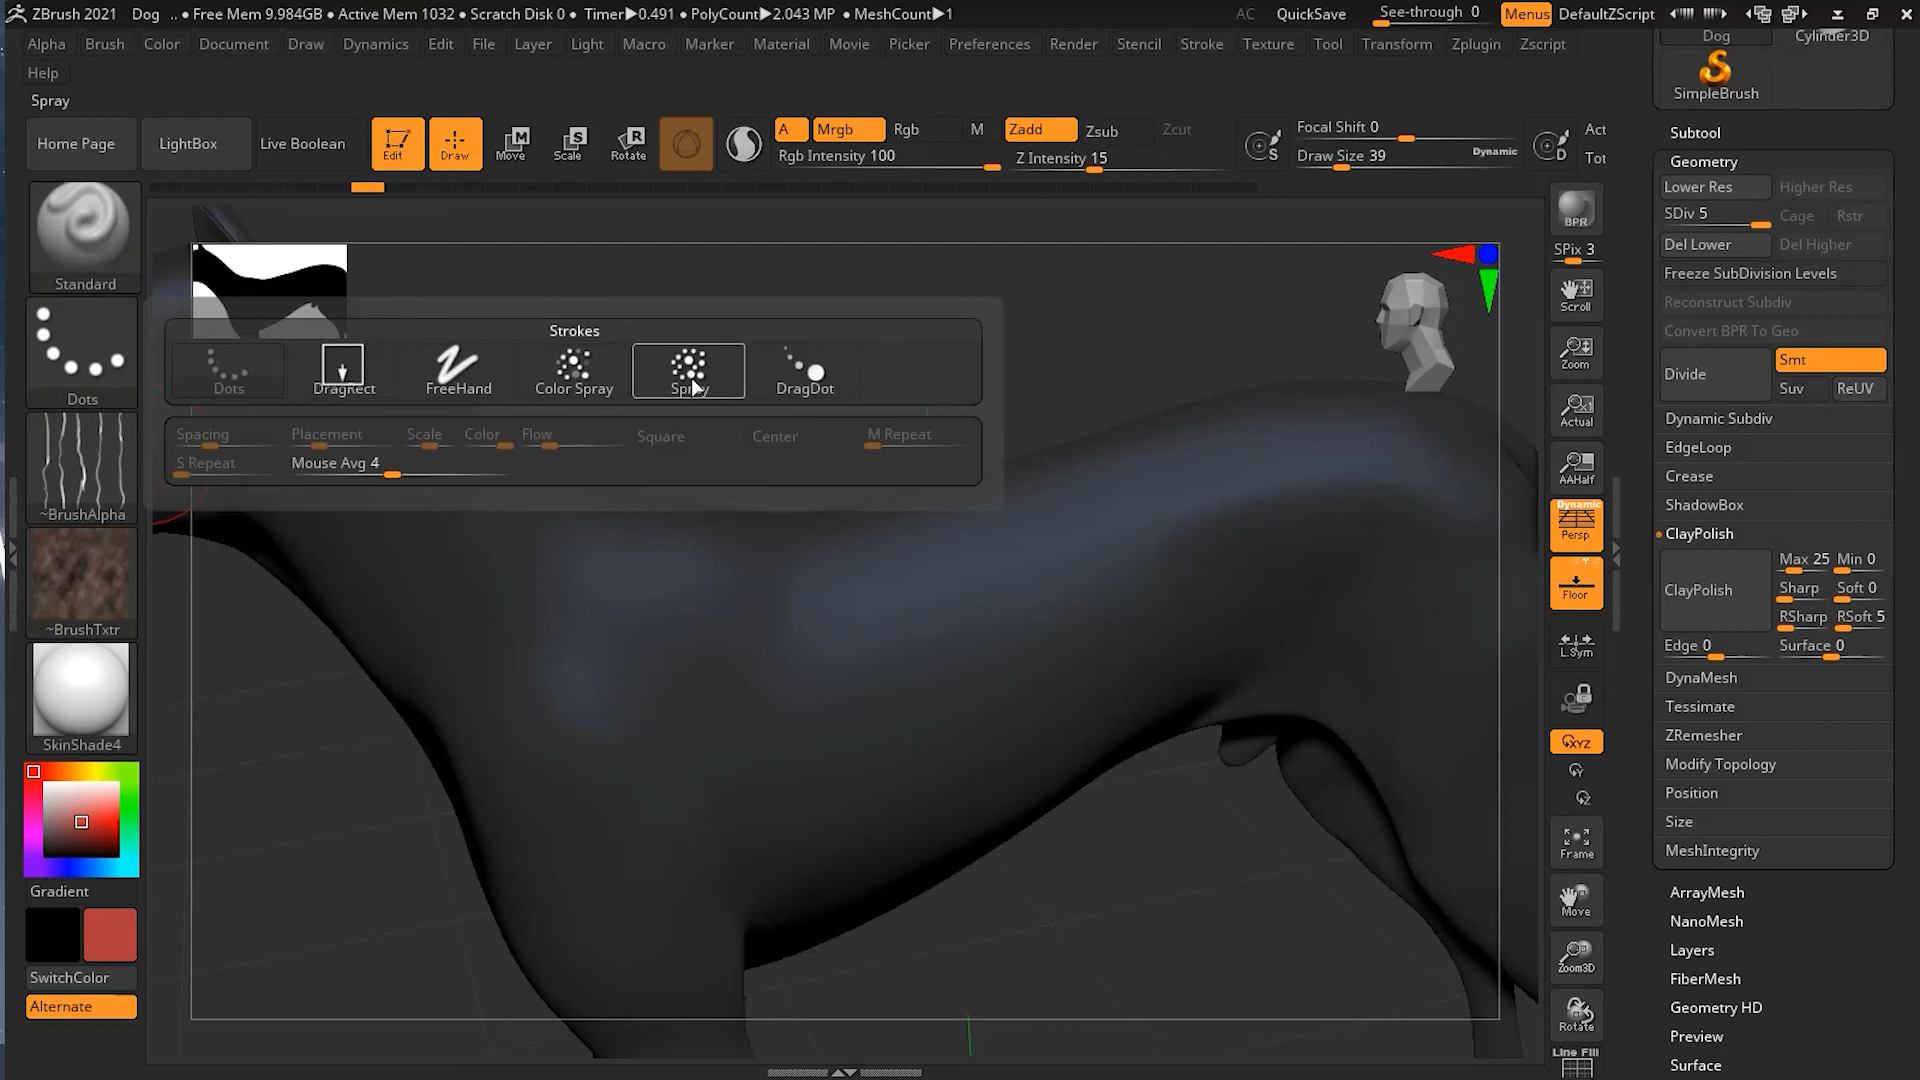 ZBrush 2021 Dog .. • Free Mem 9.984GB • Active Mem 1032 • Scratch Disk 0 • Timer▶0.491 • PolyCount▶2.043 MP • MeshCount▶1 AC QuickSave See-through 0 Menus DefaultZScript
Alpha Brush Color Document Draw Dynamics Edit File Layer Light Macro Marker Material Movie Picker Preferences Render Stencil Stroke Texture Tool Transform Zplugin Zscript
Help
Spray
Home Page LightBox Live Boolean Edit Draw Move Scale Rotate
M S R
A Mrgb Rgb M Zadd Zsub Zcut
Rgb Intensity 100 Z Intensity 15
S Focal Shift 0
Draw Size 39 Dynamic D
Act
Tot
Standard
Dots
~BrushAlpha
~BrushTxtr
SkinShade4
Gradient
SwitchColor
Alternate
Strokes
Dots DragRect FreeHand Color Spray Spray DragDot
Spacing Placement Scale Color Flow Square Center M Repeat
S Repeat Mouse Avg 4
BPR
SPix 3
Scroll
Zoom
Actual
AAHalf
Dynamic
Persp
Floor
L.Sym
XYZ
Y
Z
Frame
Move
Zoom3D
Rotate
Line Fill
Dog Cylinder3D
SimpleBrush
Subtool
Geometry
Lower Res Higher Res
SDiv 5 Cage Rstr
Del Lower Del Higher
Freeze SubDivision Levels
Reconstruct Subdiv
Convert BPR To Geo
Divide Smt
Suv ReUV
Dynamic Subdiv
EdgeLoop
Crease
ShadowBox
ClayPolish
ClayPolish Max 25 Min 0
Sharp Soft 0
RSharp RSoft 5
Edge 0 Surface 0
DynaMesh
Tessimate
ZRemesher
Modify Topology
Position
Size
MeshIntegrity
ArrayMesh
NanoMesh
Layers
FiberMesh
Geometry HD
Preview
Surface